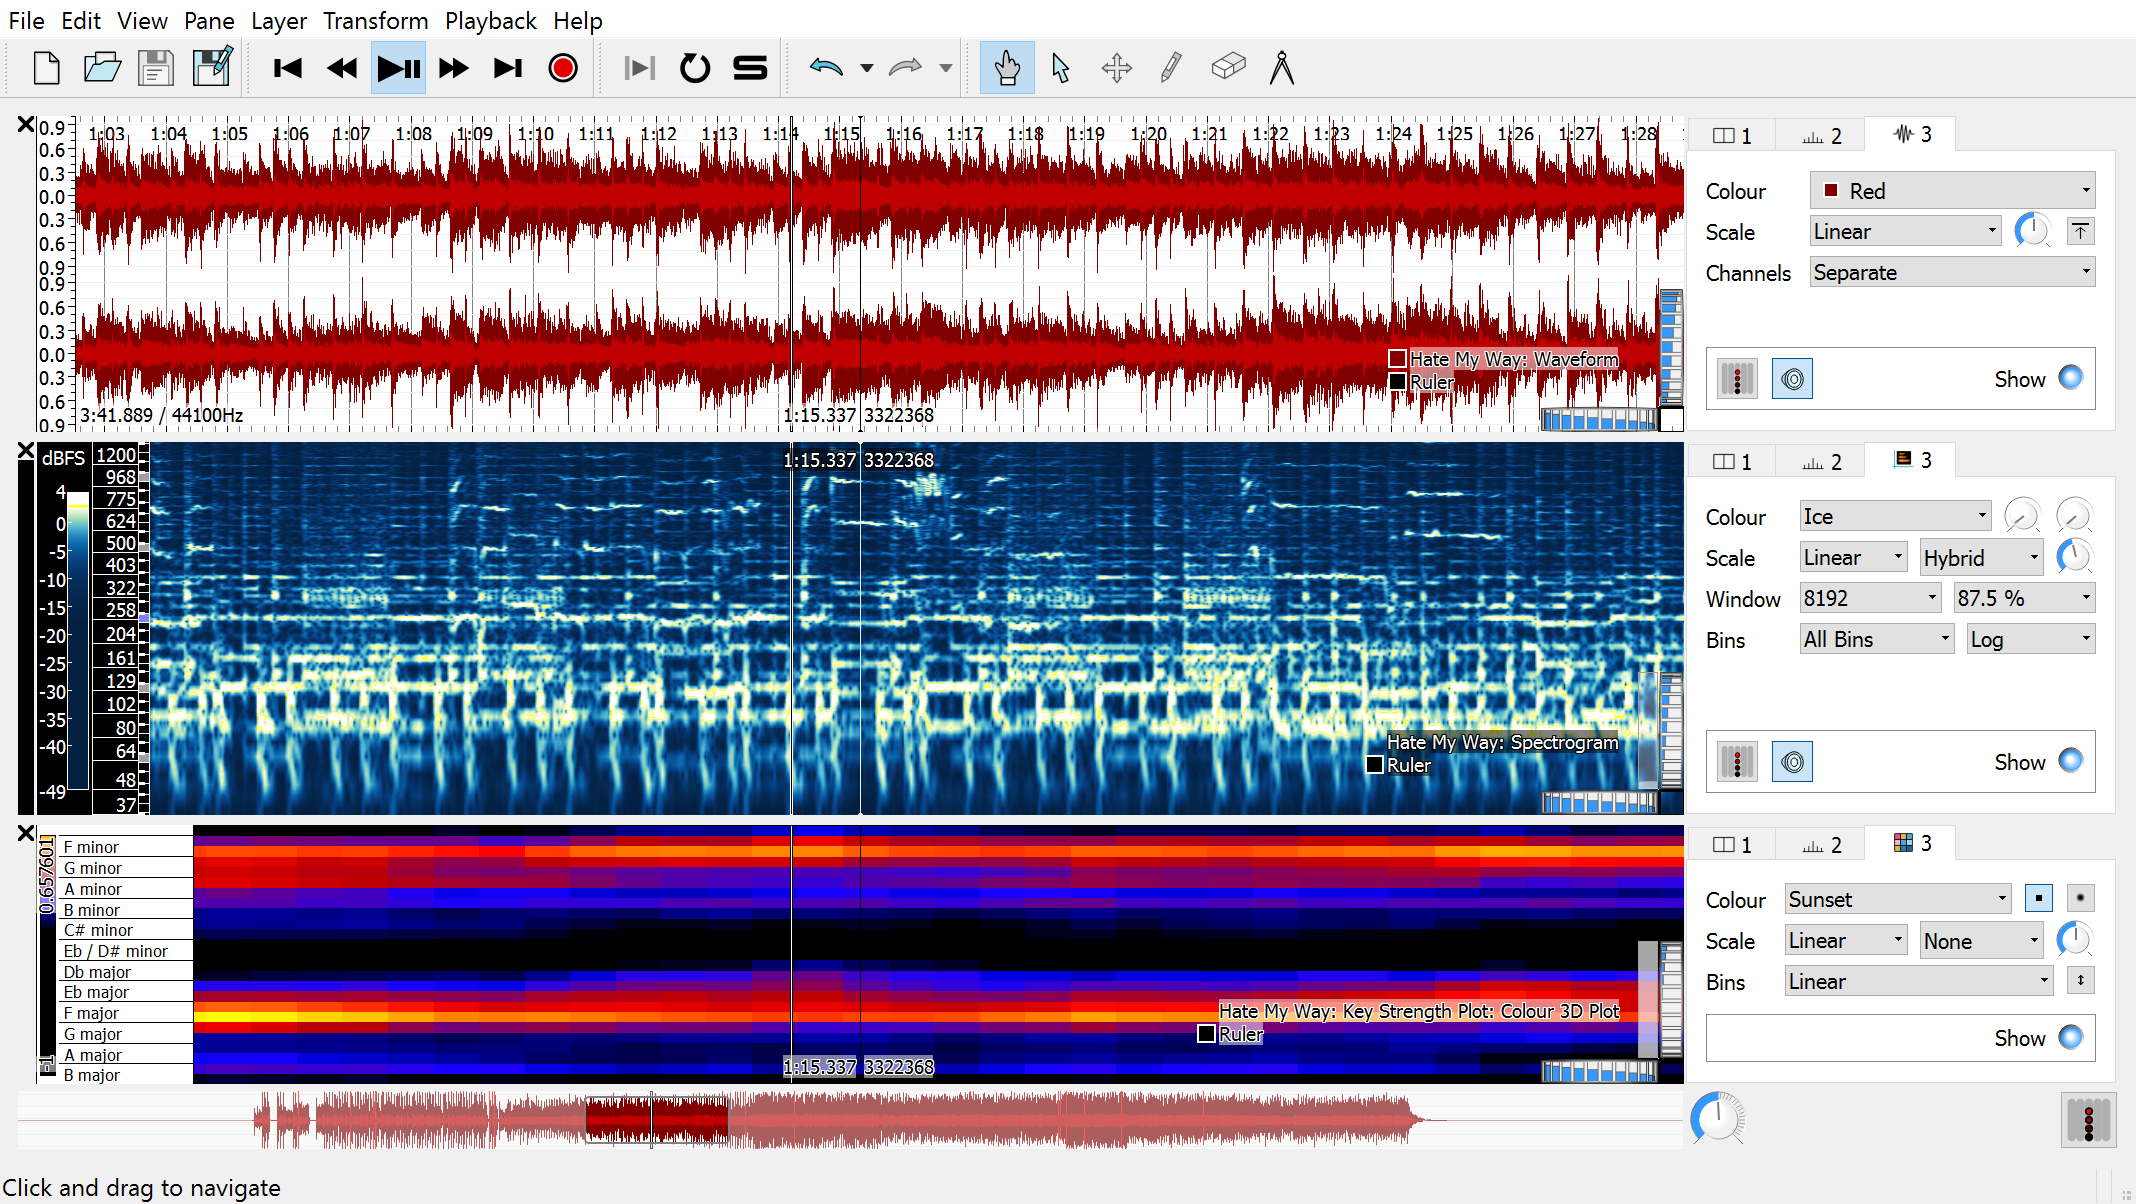 File Edit View Pane Layer Transform Playback Help
1:03 1:04 1:05 1:06 1:07 1:08 1:09 1:10 1:11 1:12 1:13 1:14 1:15 1:16 1:17 1:18 1:19 1:20 1:21 1:22 1:23 1:24 1:25 1:26 1:27 1:28
0.9
0.6
0.3
0.0
0.3
0.6
0.9
0.9
0.6
0.3
0.0
0.3
0.6
0.9
Hate My Way: Waveform
Ruler
3:41.889 / 44100Hz
1:15.337 3322368
1 2 3
Colour Red
Scale Linear
Channels Separate
Show
dBFS
4
0
-5
-10
-15
-20
-25
-30
-35
-40
-49
1200
968
775
624
500
403
322
258
204
161
129
102
80
64
48
37
1:15.337 3322368
Hate My Way: Spectrogram
Ruler
1 2 3
Colour Ice
Scale Linear Hybrid
Window 8192 87.5 %
Bins All Bins Log
Show
0.657601
-1
F minor
G minor
A minor
B minor
C# minor
Eb / D# minor
Db major
Eb major
F major
G major
A major
B major
Hate My Way: Key Strength Plot: Colour 3D Plot
Ruler
1:15.337 3322368
1 2 3
Colour Sunset
Scale Linear None
Bins Linear
Show
Click and drag to navigate